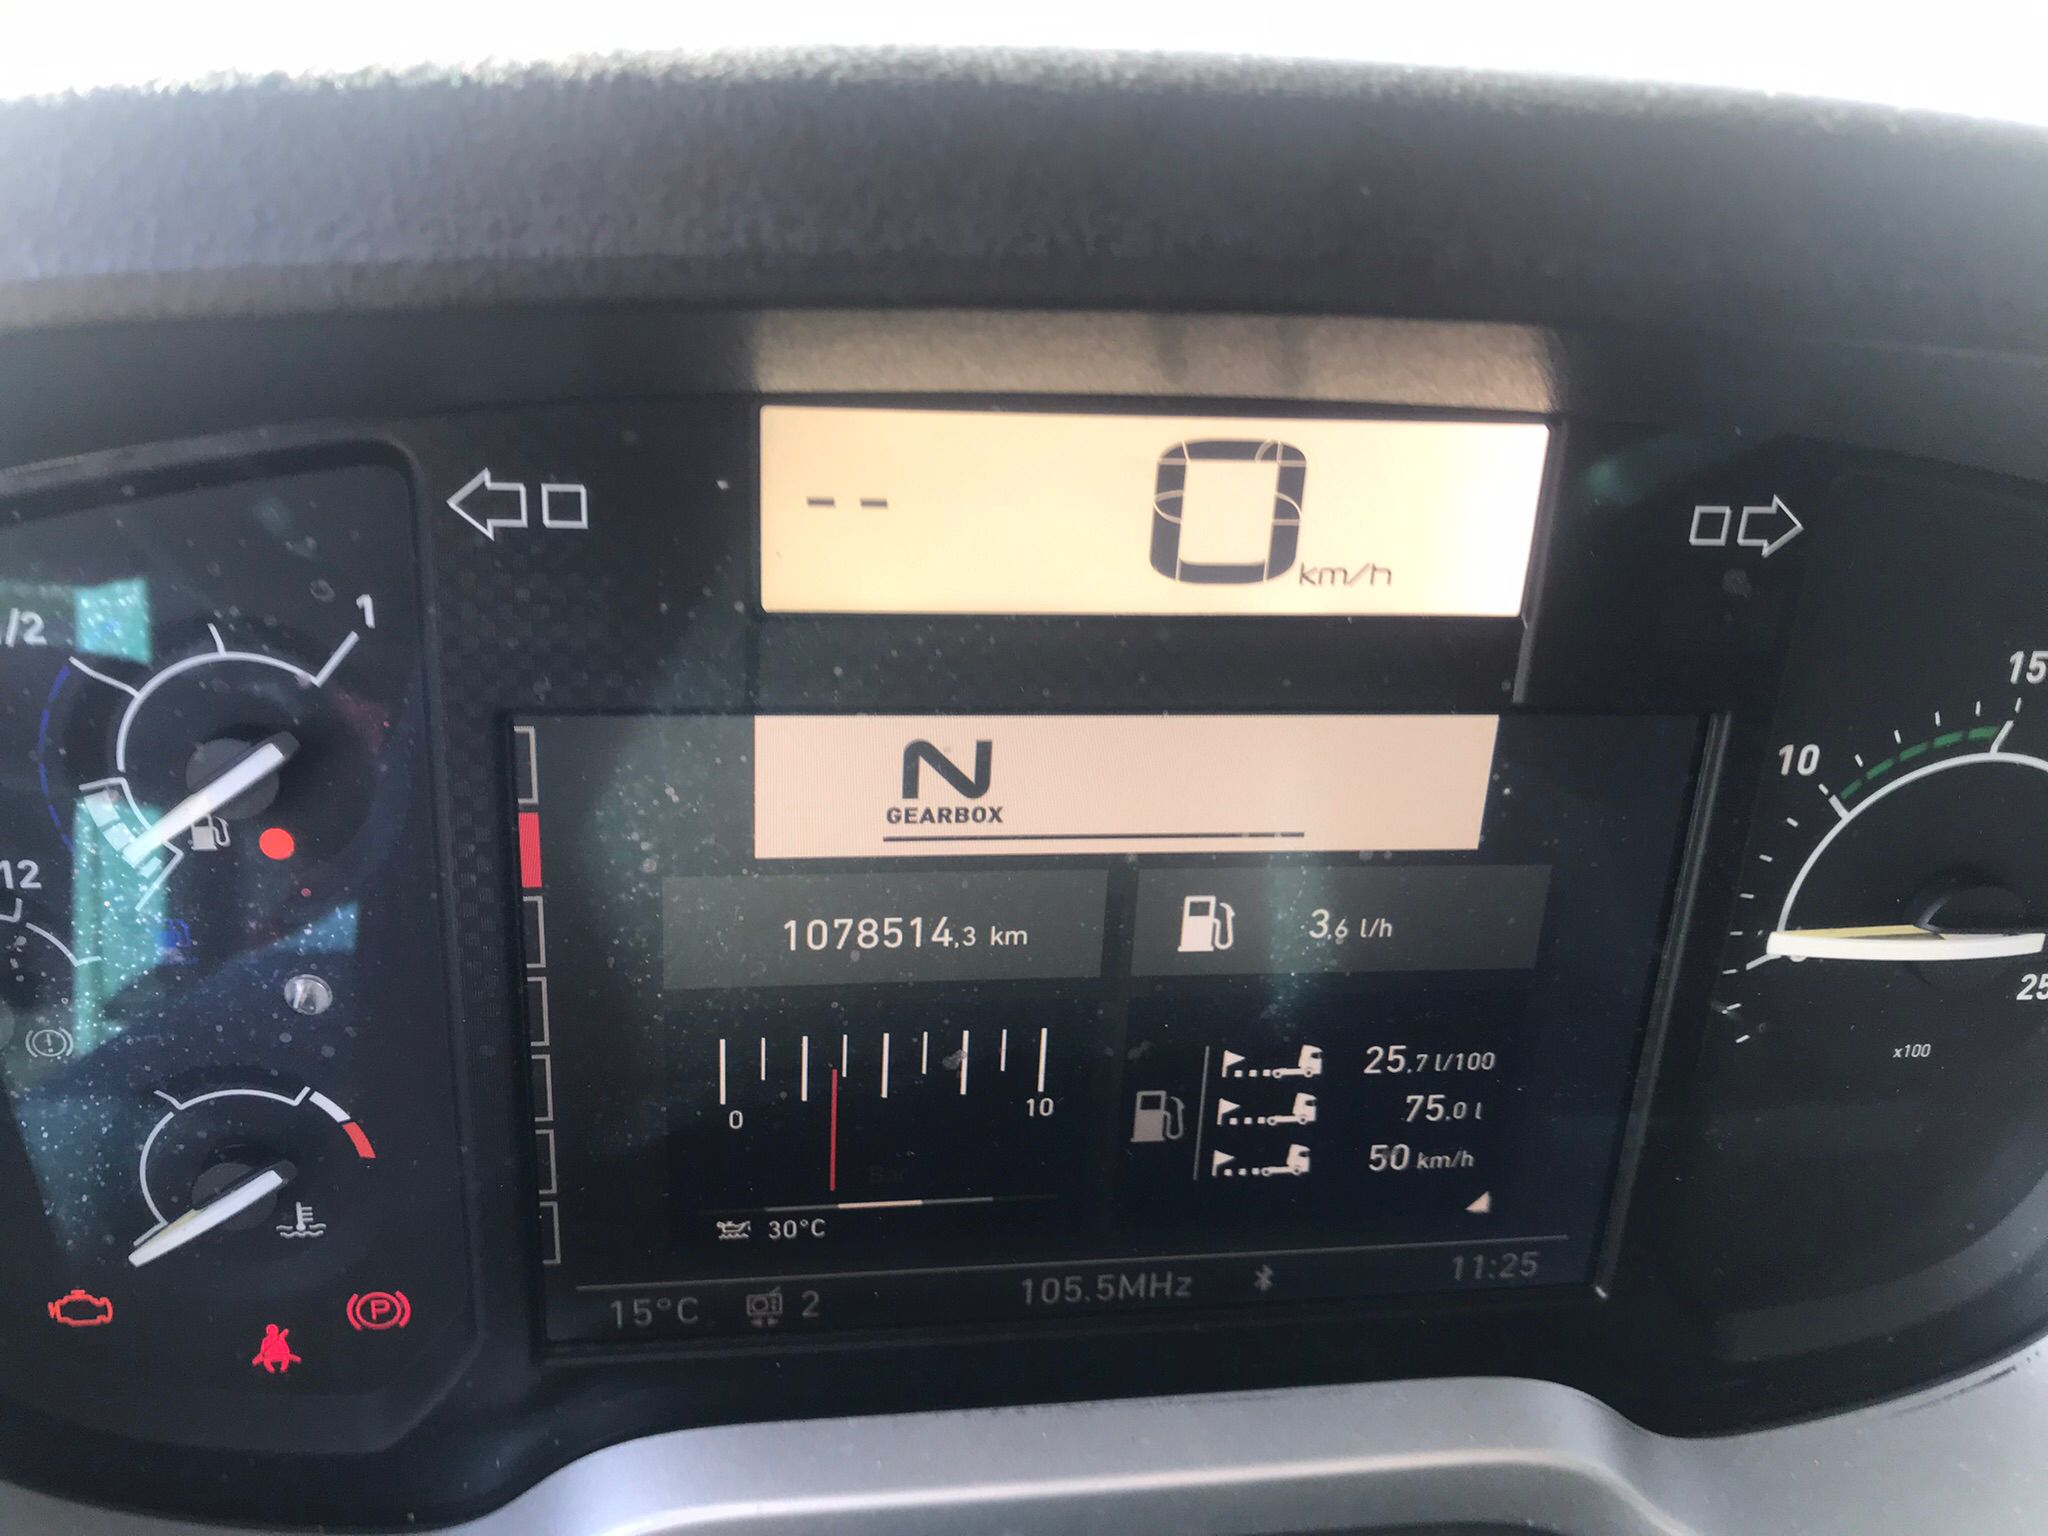 -- 0 km/h
1/2
1
N
GEARBOX
10
15
1078514,3 km
3,6 l/h
12
25
x100
0
10
Bar
25.7 l/100
75.0 l
50 km/h
30°C
15°C
2
105.5MHz
11:25
P